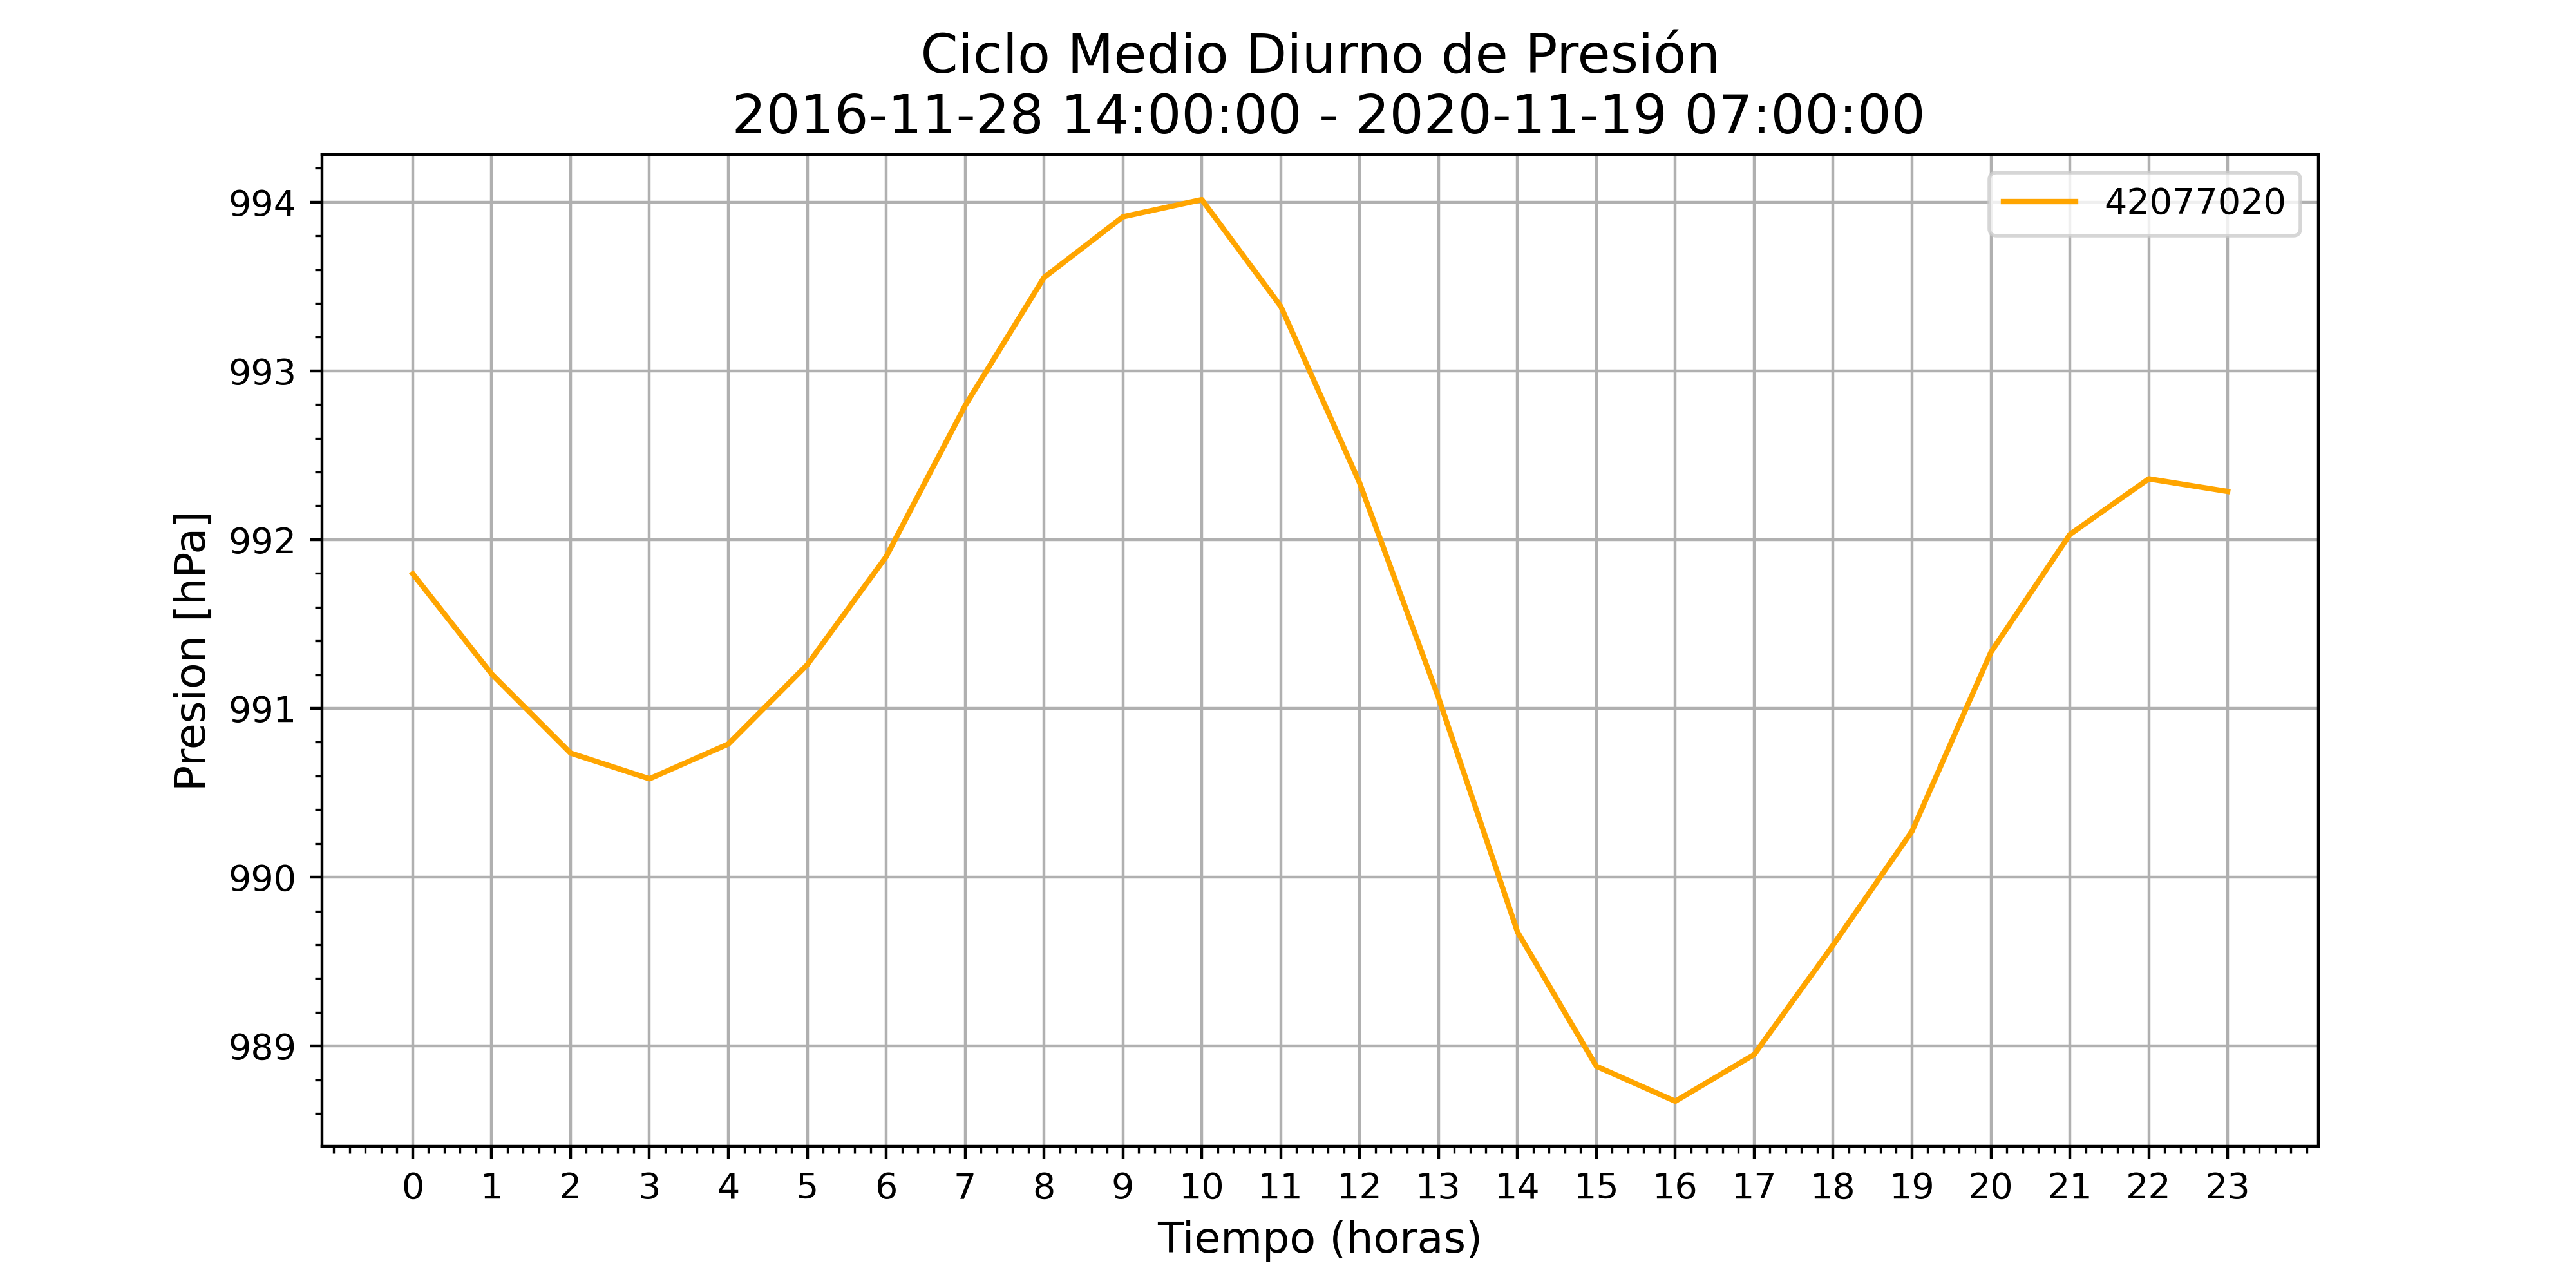 Ciclo Medio Diurno de Presión
2016-11-28 14:00:00 - 2020-11-19 07:00:00
42077020
994
993
992
991
990
989
Presion [hPa]
0 1 2 3 4 5 6 7 8 9 10 11 12 13 14 15 16 17 18 19 20 21 22 23
Tiempo (horas)